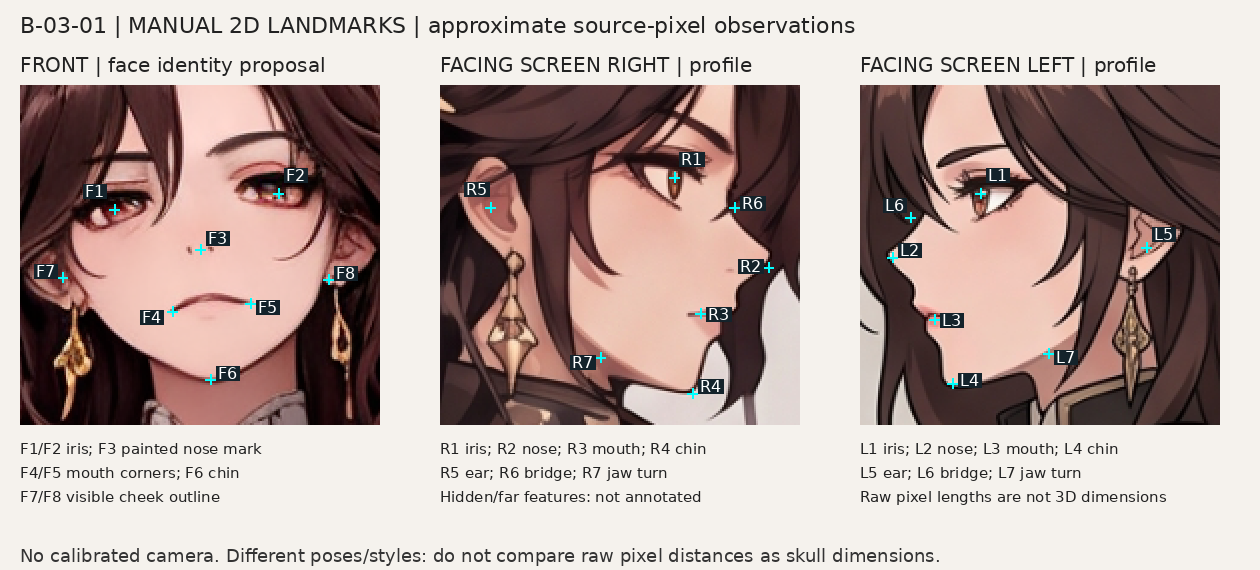 B-03-01 | MANUAL 2D LANDMARKS | approximate source-pixel observations
FRONT | face identity proposal
FACING SCREEN RIGHT | profile
FACING SCREEN LEFT | profile
F1
F2
F3
F7
F8
F4
F5
F6
R1
R5
R6
R2
R3
R7
R4
L1
L6
L5
L2
L3
L7
L4
F1/F2 iris; F3 painted nose mark
F4/F5 mouth corners; F6 chin
F7/F8 visible cheek outline
R1 iris; R2 nose; R3 mouth; R4 chin
R5 ear; R6 bridge; R7 jaw turn
Hidden/far features: not annotated
L1 iris; L2 nose; L3 mouth; L4 chin
L5 ear; L6 bridge; L7 jaw turn
Raw pixel lengths are not 3D dimensions
No calibrated camera. Different poses/styles: do not compare raw pixel distances as skull dimensions.